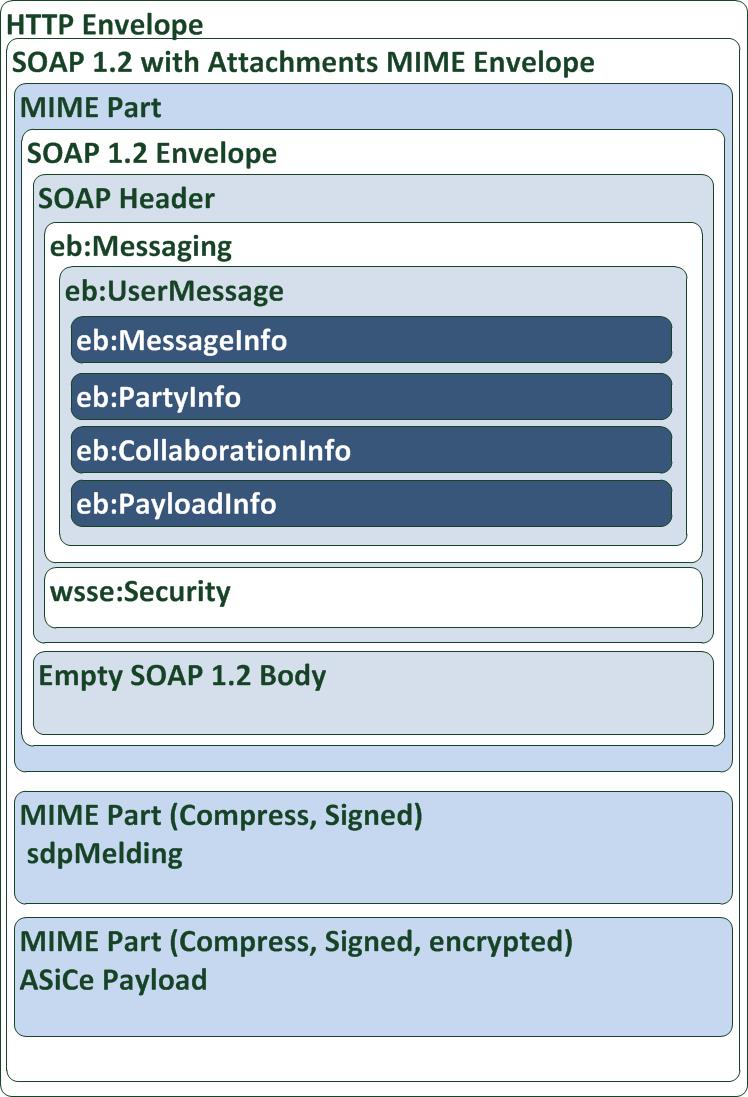 HTTP Envelope
SOAP 1.2 with Attachments MIME Envelope
MIME Part
SOAP 1.2 Envelope
SOAP Header
eb:Messaging
eb:UserMessage
eb:MessageInfo
eb:PartyInfo
eb:CollaborationInfo
eb:PayloadInfo
wsse:Security
Empty SOAP 1.2 Body
MIME Part (Compress, Signed)
sdpMelding
MIME Part (Compress, Signed, encrypted)
ASiCe Payload